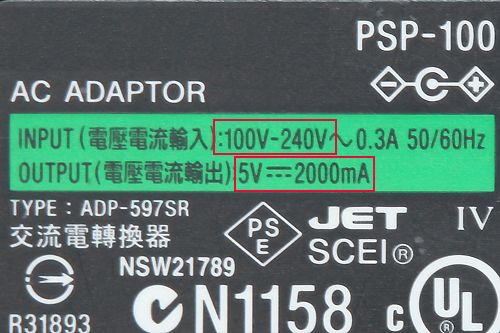 PSP-100
AC ADAPTOR
INPUT(電壓電流輸入):100V-240V～0.3A 50/60Hz
OUTPUT(電壓電流輸出):5V⎓2000mA
TYPE : ADP-597SR
交流電轉換器
PS
E
JET
IV
SCEI®
NSW21789
R31893
N1158
C UL ®